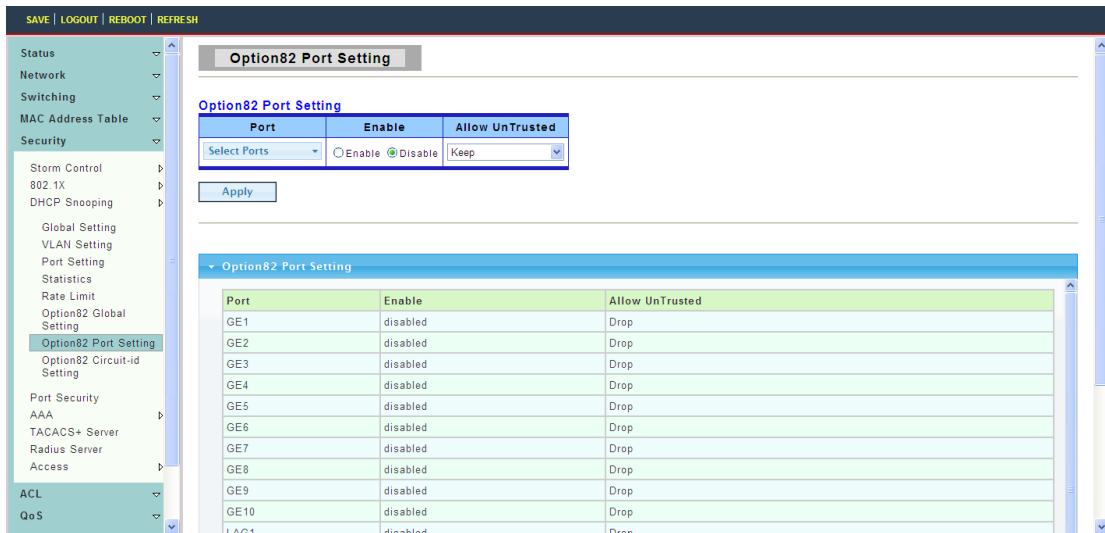 SAVE | LOGOUT | REBOOT | REFRESH
Status
Network
Switching
MAC Address Table
Security
Storm Control
802.1X
DHCP Snooping
Global Setting
VLAN Setting
Port Setting
Statistics
Rate Limit
Option82 Global
Setting
Option82 Port Setting
Option82 Circuit-id
Setting
Port Security
AAA
TACACS+ Server
Radius Server
Access
ACL
QoS
Option82 Port Setting
Option82 Port Setting
Port Enable Allow UnTrusted
Select Ports Enable Disable Keep
Apply
Option82 Port Setting
Port Enable Allow UnTrusted
GE1 disabled Drop
GE2 disabled Drop
GE3 disabled Drop
GE4 disabled Drop
GE5 disabled Drop
GE6 disabled Drop
GE7 disabled Drop
GE8 disabled Drop
GE9 disabled Drop
GE10 disabled Drop
LAG1 disabled Drop